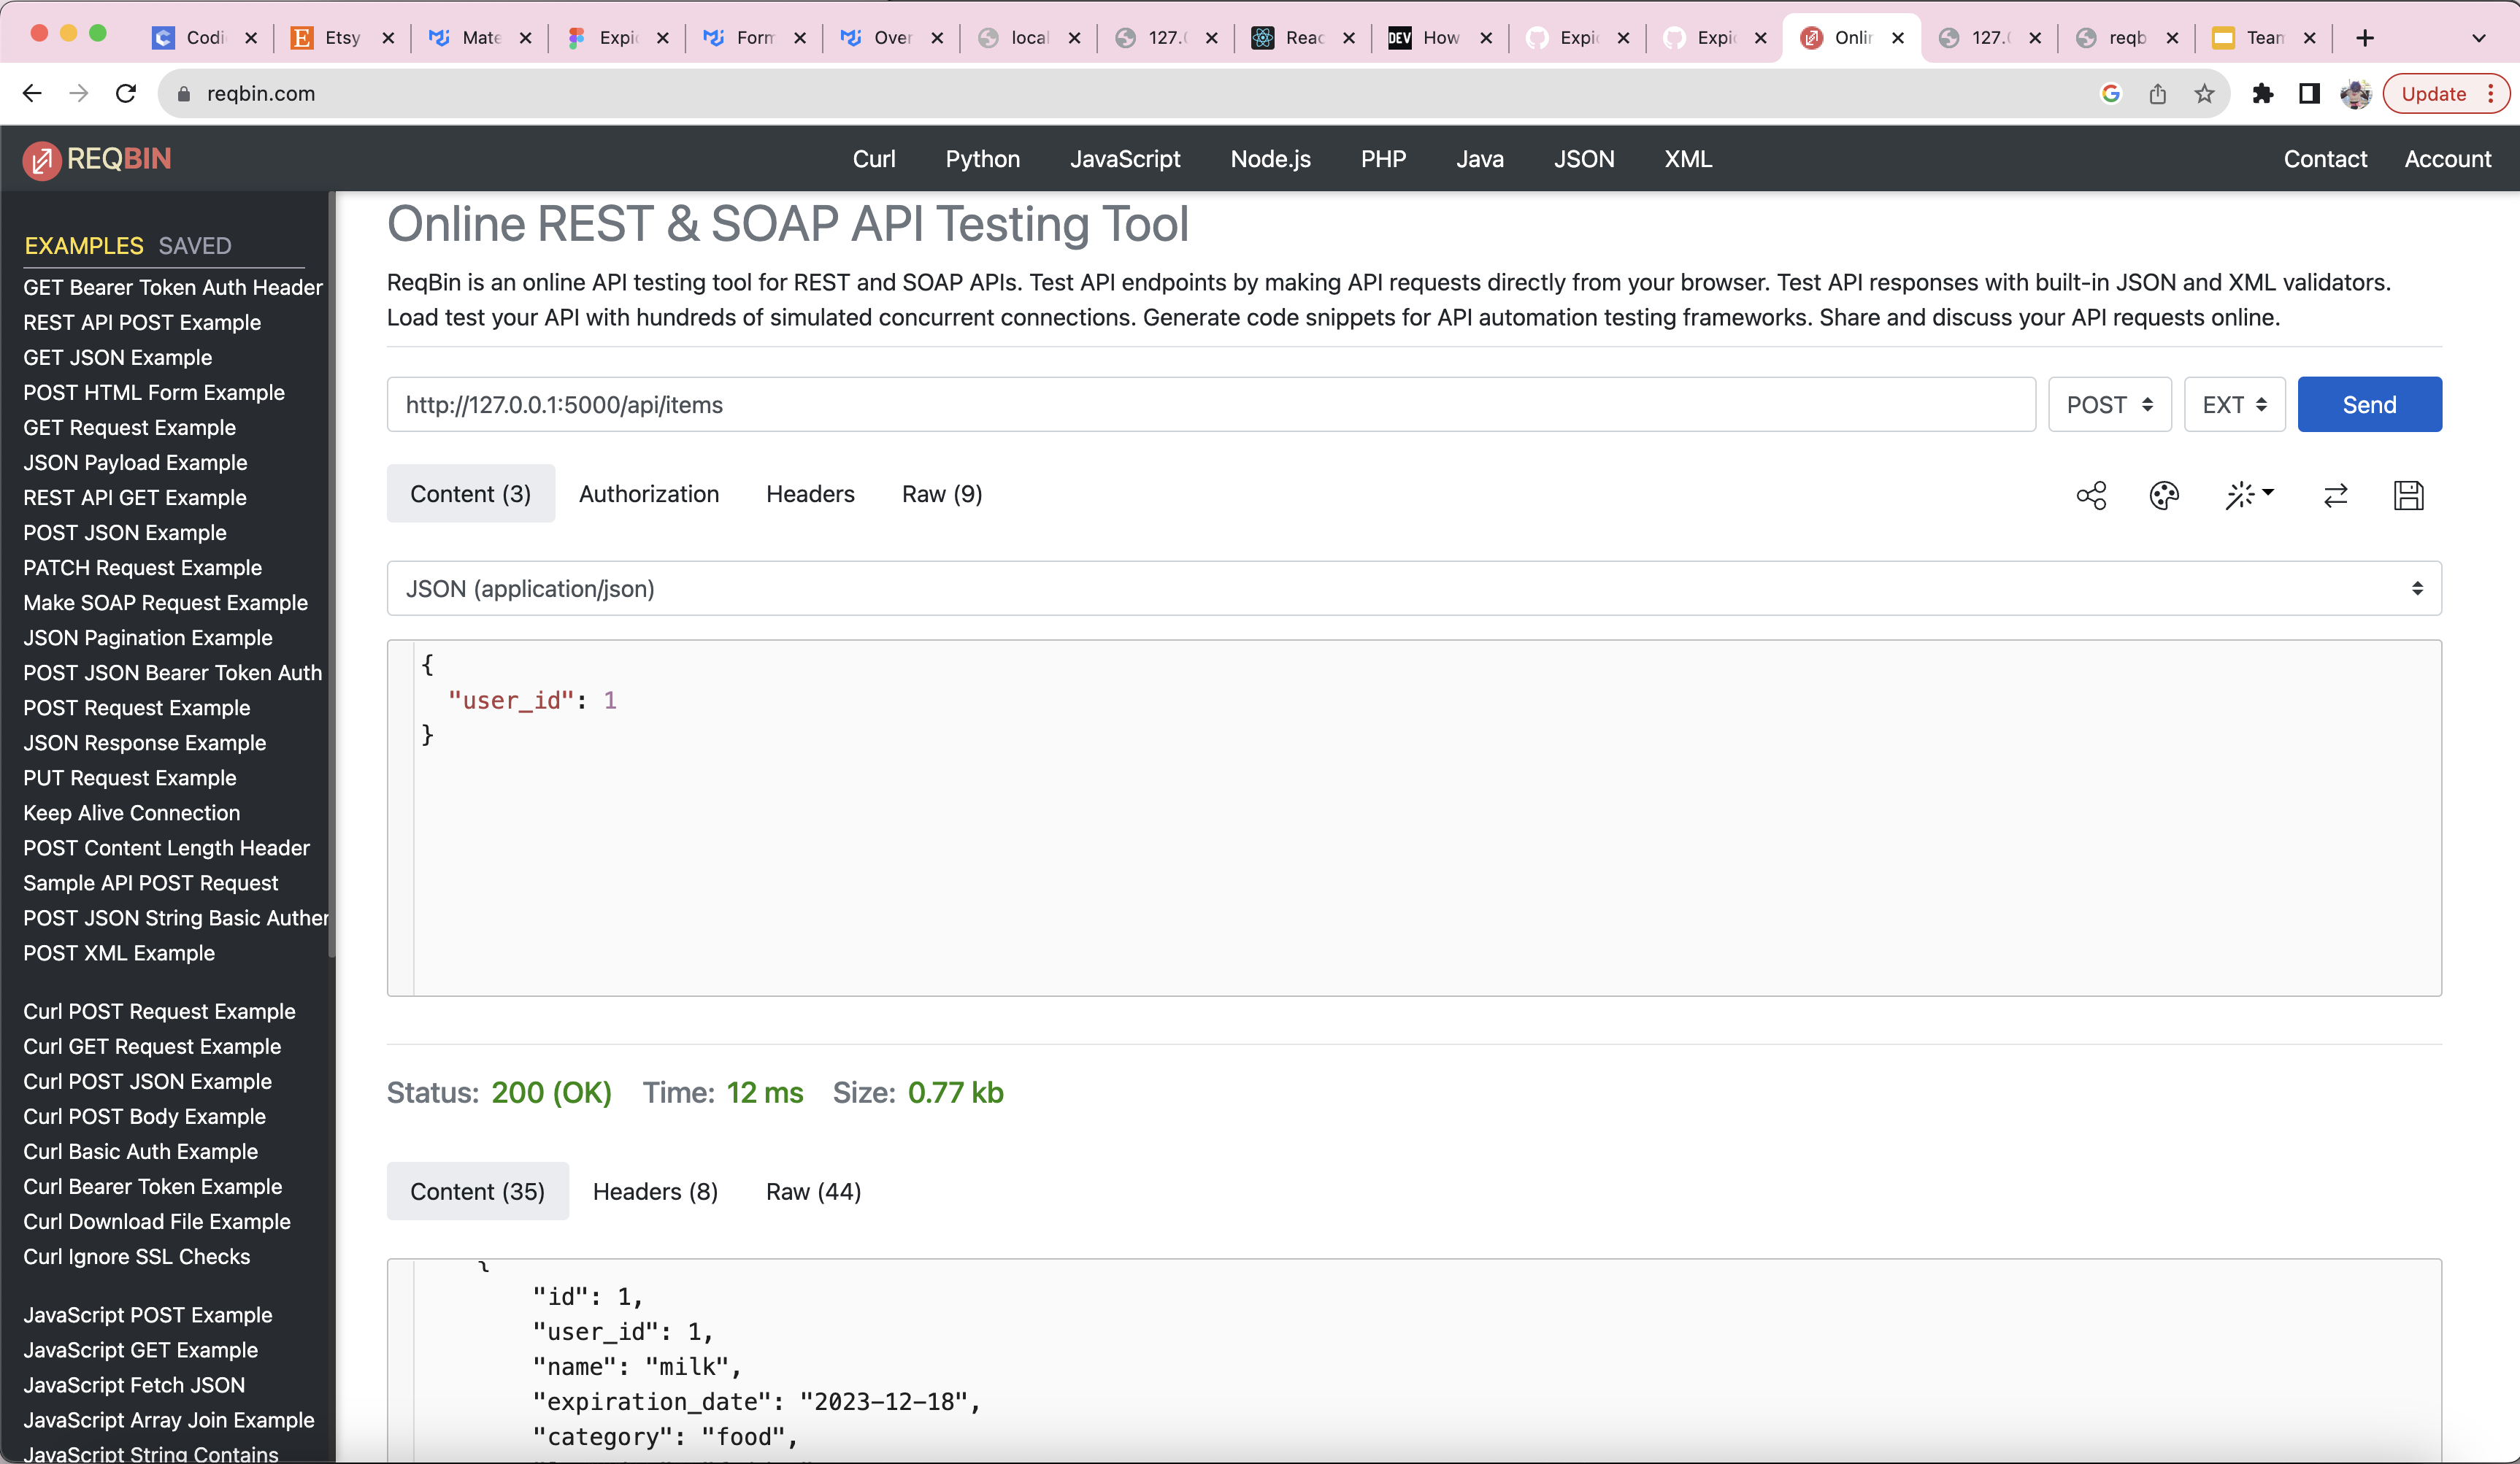 Codi
Etsy
Mate
Expi
Form
Over
local
127.
Reac
DEV How
Expi
Expi
Onlin
127.
reqb
Team
reqbin.com
Update
REQBIN
Curl
Python
JavaScript
Node.js
PHP
Java
JSON
XML
Contact
Account
EXAMPLES SAVED
GET Bearer Token Auth Header
REST API POST Example
GET JSON Example
POST HTML Form Example
GET Request Example
JSON Payload Example
REST API GET Example
POST JSON Example
PATCH Request Example
Make SOAP Request Example
JSON Pagination Example
POST JSON Bearer Token Auth
POST Request Example
JSON Response Example
PUT Request Example
Keep Alive Connection
POST Content Length Header
Sample API POST Request
POST JSON String Basic Auther
POST XML Example
Curl POST Request Example
Curl GET Request Example
Curl POST JSON Example
Curl POST Body Example
Curl Basic Auth Example
Curl Bearer Token Example
Curl Download File Example
Curl Ignore SSL Checks
JavaScript POST Example
JavaScript GET Example
JavaScript Fetch JSON
JavaScript Array Join Example
JavaScript String Contains
Online REST & SOAP API Testing Tool
ReqBin is an online API testing tool for REST and SOAP APIs. Test API endpoints by making API requests directly from your browser. Test API responses with built-in JSON and XML validators.
Load test your API with hundreds of simulated concurrent connections. Generate code snippets for API automation testing frameworks. Share and discuss your API requests online.
http://127.0.0.1:5000/api/items
POST
EXT
Send
Content (3)
Authorization
Headers
Raw (9)
JSON (application/json)
{
"user_id": 1
}
Status: 200 (OK) Time: 12 ms Size: 0.77 kb
Content (35)
Headers (8)
Raw (44)
{
"id": 1,
"user_id": 1,
"name": "milk",
"expiration_date": "2023-12-18",
"category": "food",